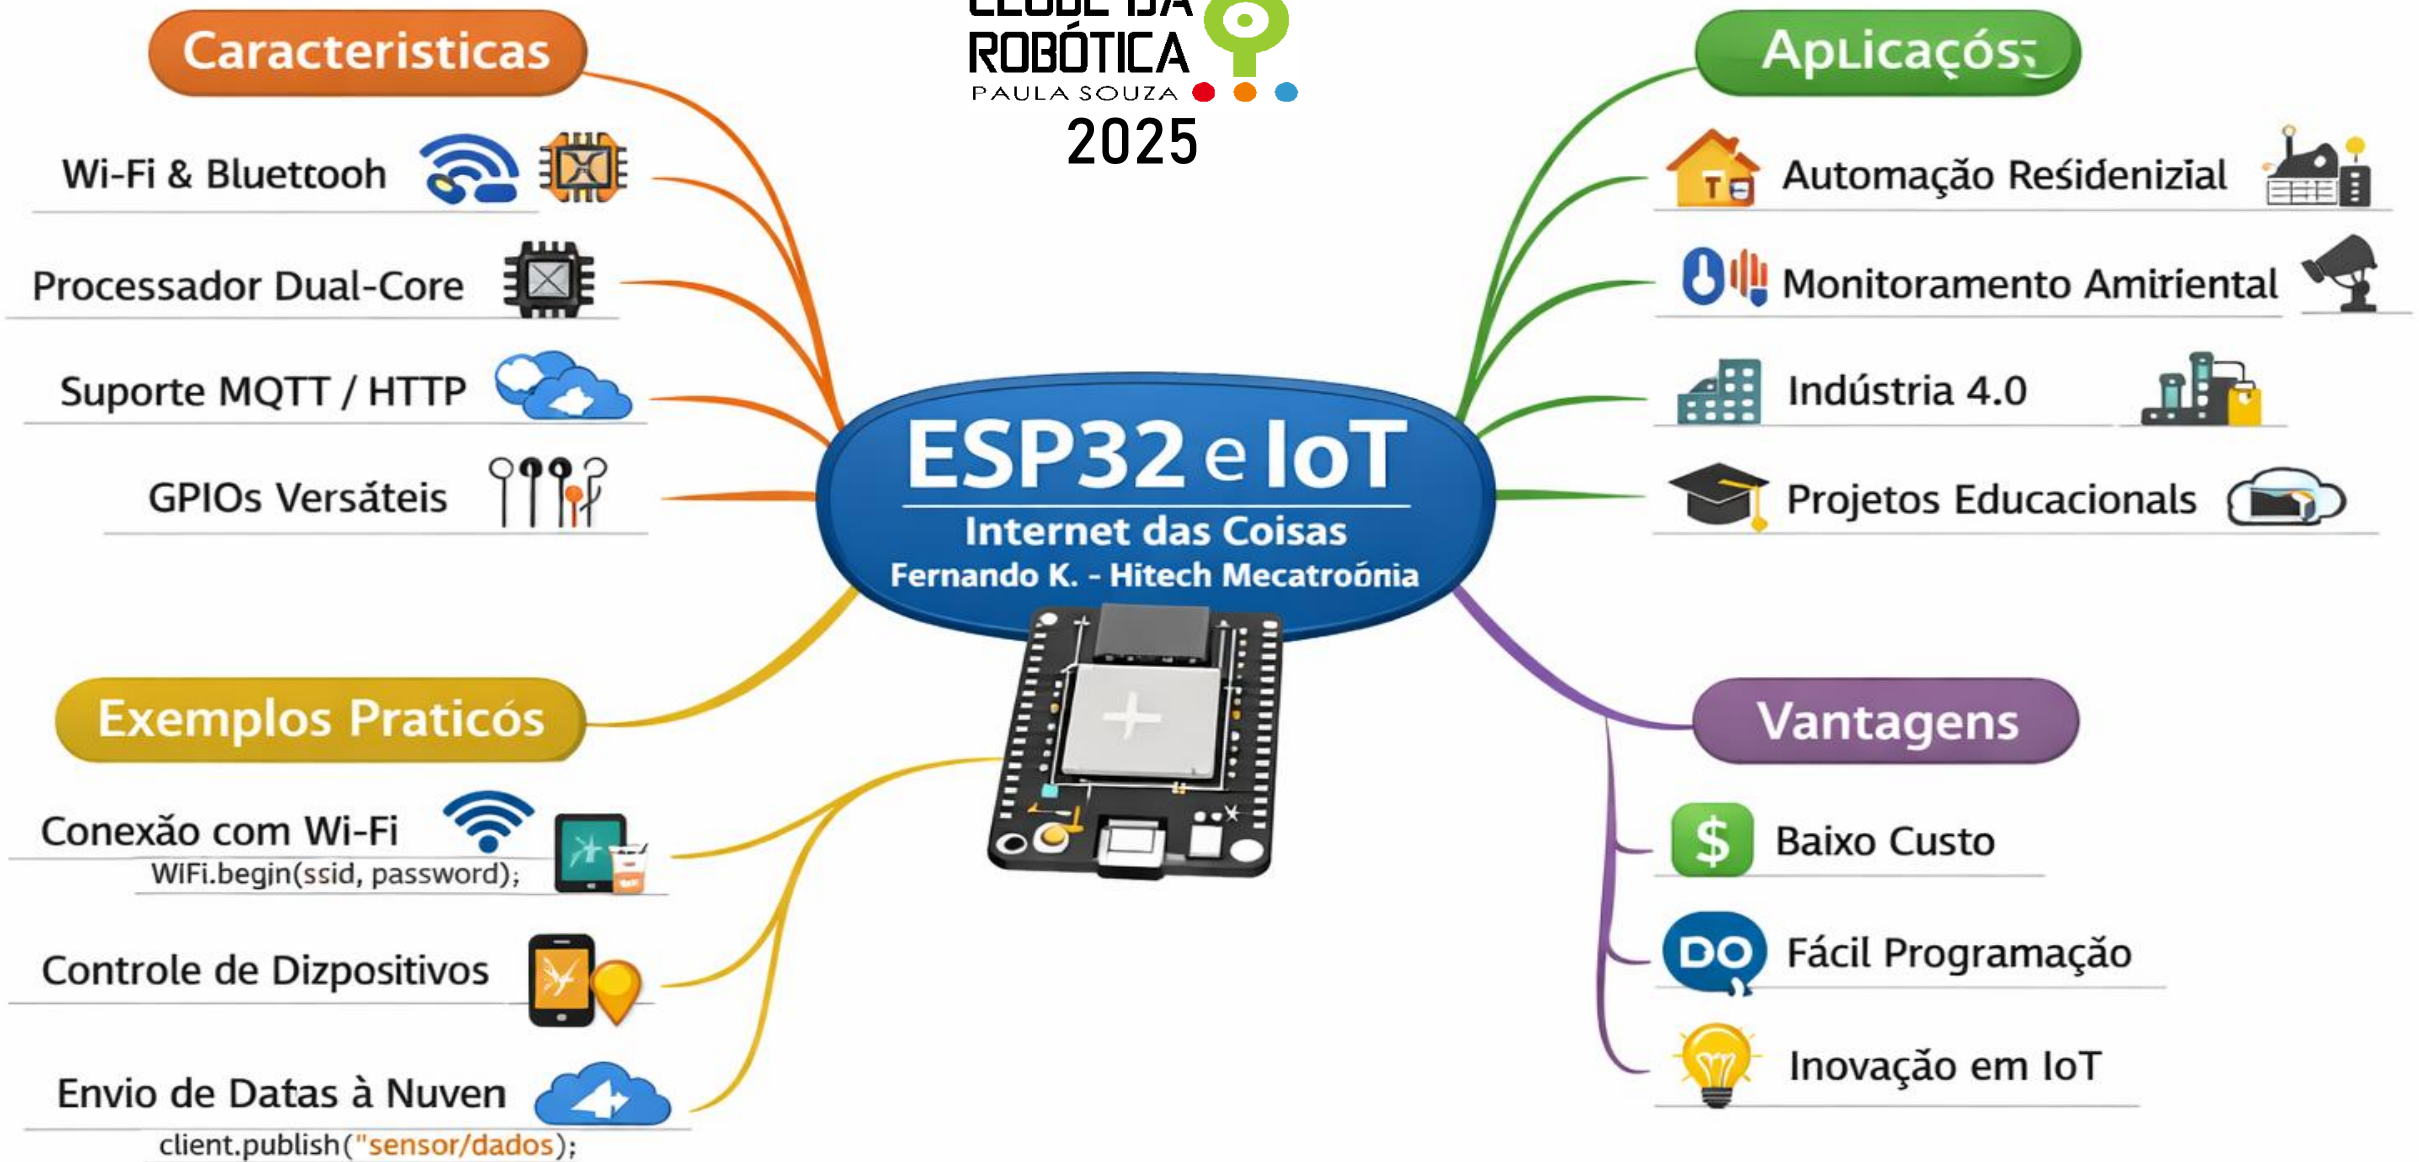 CLUBE DA
ROBÓTICA
PAULA SOUZA
2025
Caracteristicas
Wi-Fi & Bluettooh
Processador Dual-Core
Suporte MQTT / HTTP
GPIOs Versáteis
ESP32 e IoT
Internet das Coisas
Fernando K. - Hitech Mecatroónia
Aplicaçós
Automação Reśidenizial
Monitoramento Amiriental
Indústria 4.0
Projetos Educacionals
Exemplos Praticós
Conexão com Wi-Fi
WIFi.begin(ssid, password);
Controle de Dizpositivos
Envio de Datas à Nuven
client.publish("sensor/dados);
Vantagens
$ Baixo Custo
DO Fácil Programação
Inovação em IoT